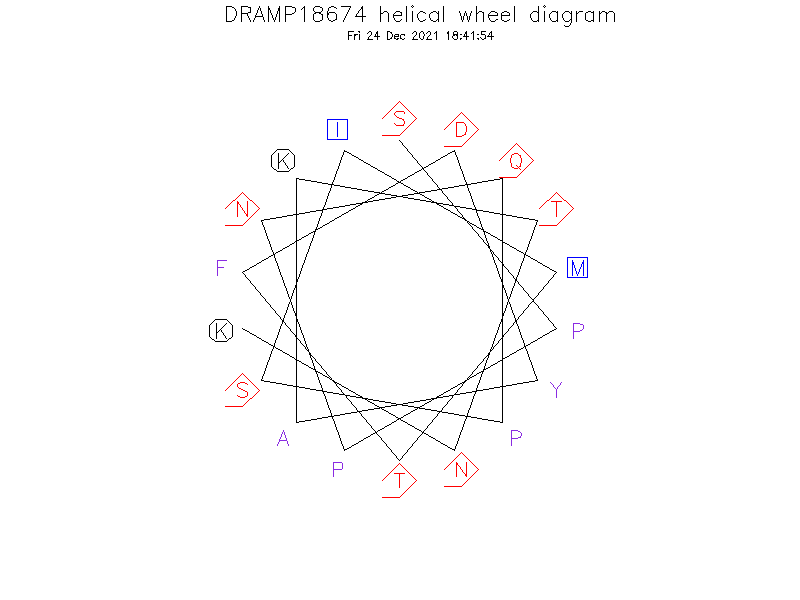 DRAMP18674 helical wheel diagram
Fri 24 Dec 2021 18:41:54
S
I D
K Q
N T
F M
K P
S Y
A P
P N
T